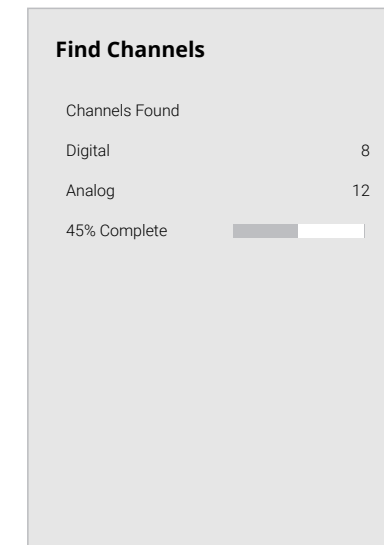 Find Channels
Channels Found
Digital 8
Analog 12
45% Complete